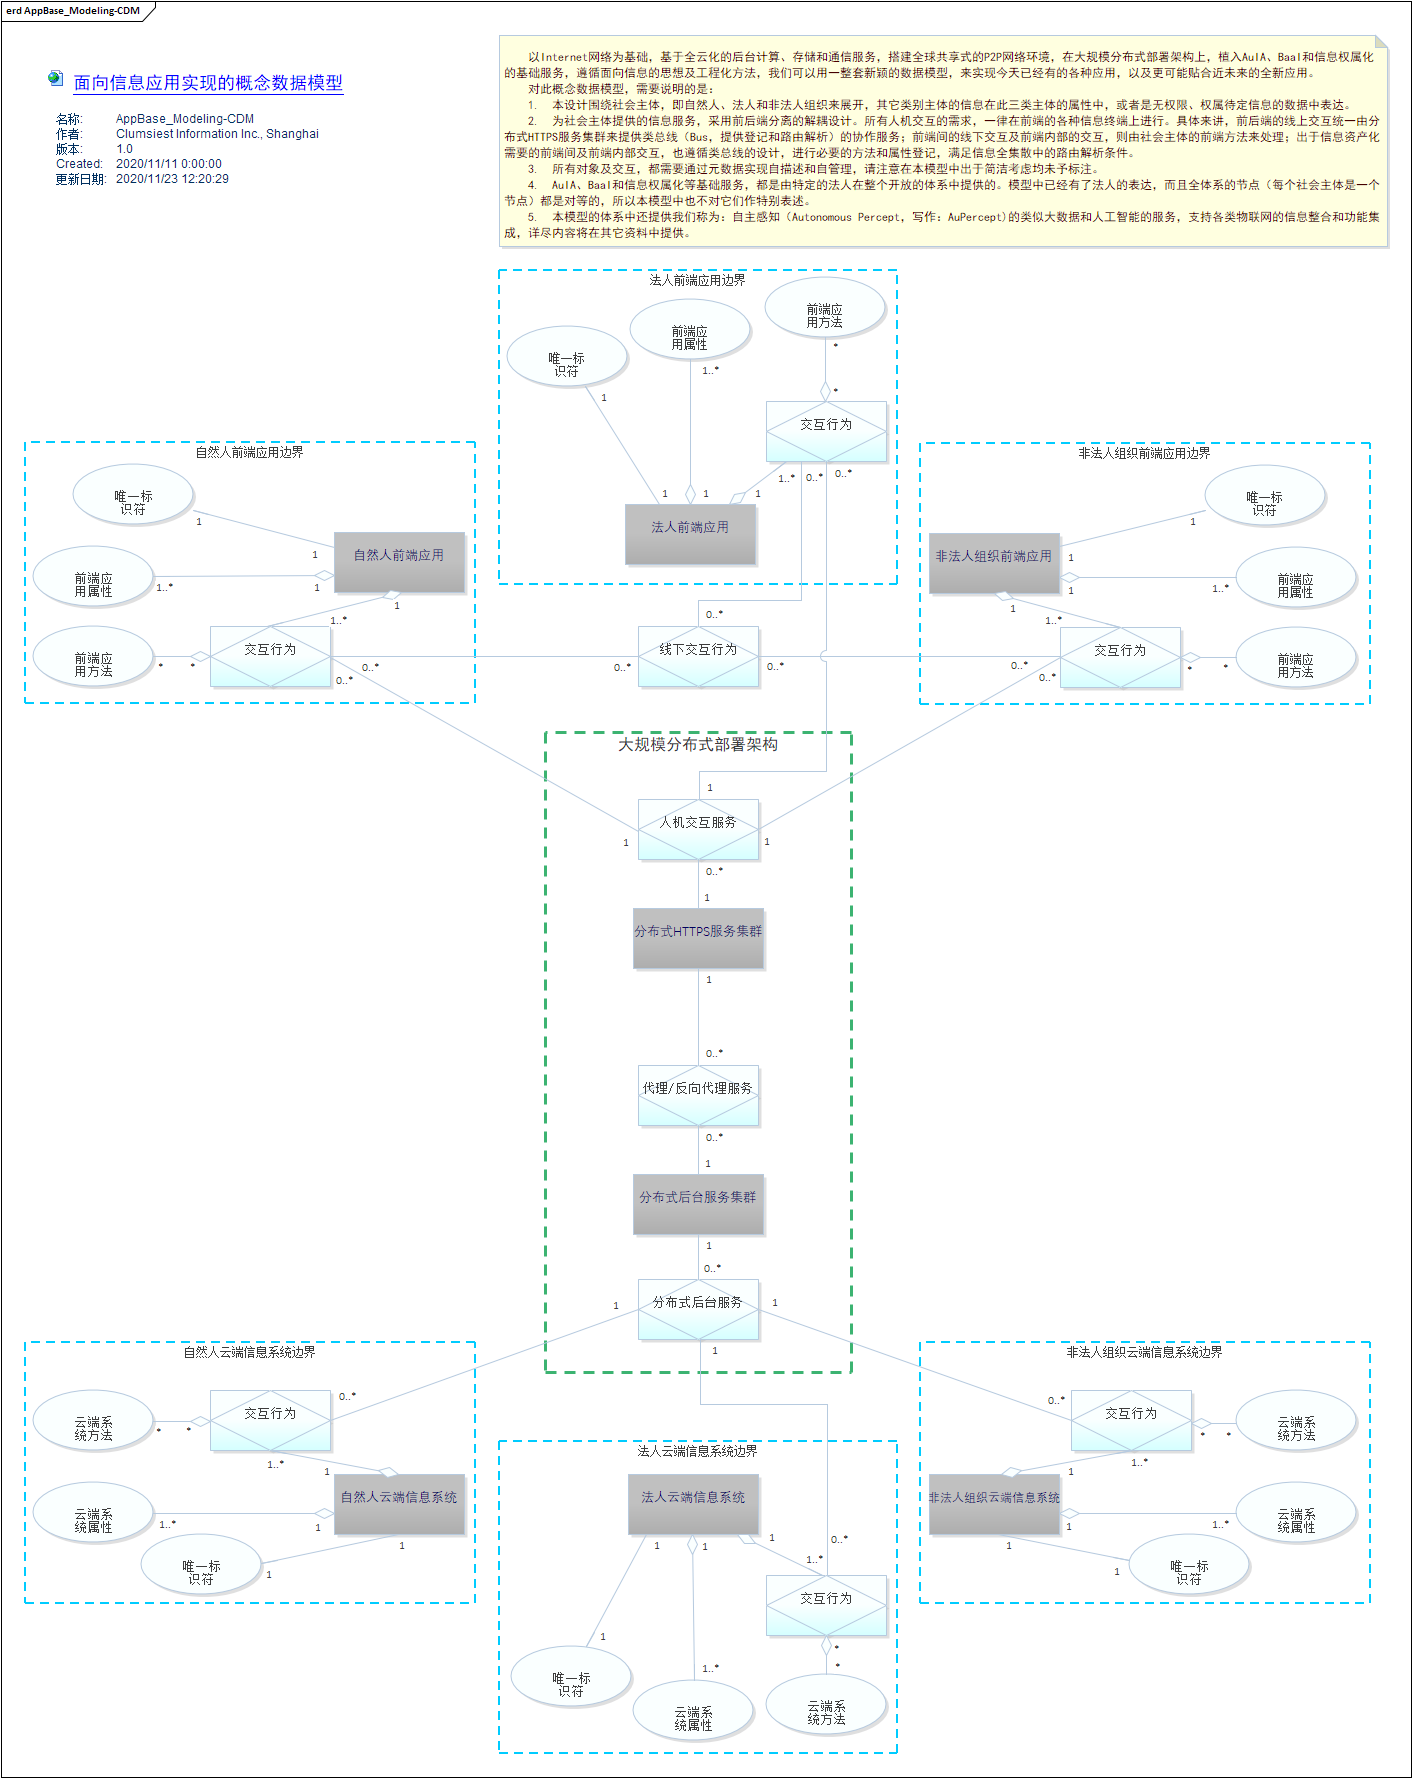 erd AppBase_Modeling-CDM
面向信息应用实现的概念数据模型
名称: AppBase_Modeling-CDM
作者: Clumsiest Information Inc., Shanghai
版本: 1.0
Created: 2020/11/11 0:00:00
更新日期: 2020/11/23 12:20:29
以Internet网络为基础，基于全云化的后台计算、存储和通信服务，搭建全球共享式的P2P网络环境，在大规模分布式部署架构上，植入AuIA、BaaI和信息权属化
的基础服务，遵循面向信息的思想及工程化方法，我们可以用一整套新颖的数据模型，来实现今天已经有的各种应用，以及更可能贴合近未来的全新应用。
对此概念数据模型，需要说明的是：
1. 本设计围绕社会主体，即自然人、法人和非法人组织来展开，其它类别主体的信息在此三类主体的属性中，或者是无权限、权属待定信息的数据中表达。
2. 为社会主体提供的信息服务，采用前后端分离的解耦设计。所有人机交互的需求，一律在前端的各种信息终端上进行。具体来讲，前后端的线上交互统一由分
布式HTTPS服务集群来提供类总线（Bus，提供登记和路由解析）的协作服务；前端间的线下交互及前端内部的交互，则由社会主体的前端方法来处理；出于信息资产化
需要的前端间及前端内部交互，也遵循类总线的设计，进行必要的方法和属性登记，满足信息全集散中的路由解析条件。
3. 所有对象及交互，都需要通过元数据实现自描述和自管理，请注意在本模型中出于简洁考虑均未予标注。
4. AuIA、BaaI和信息权属化等基础服务，都是由特定的法人在整个开放的体系中提供的。模型中已经有了法人的表达，而且全体系的节点（每个社会主体是一个
节点）都是对等的，所以本模型中也不对它们作特别表述。
5. 本模型的体系中还提供我们称为：自主感知（Autonomous Percept，写作：AuPercept)的类似大数据和人工智能的服务，支持各类物联网的信息整合和功能集
成，详尽内容将在其它资料中提供。
法人前端应用边界
唯一标
识符
前端应
用属性
前端应
用方法
1
1..*
*
*
交互行为
1..*
0..*
0..*
1
1
1
法人前端应用
自然人前端应用边界
唯一标
识符
1
1
自然人前端应用
前端应
用属性
1..*
1
1
1..*
前端应
用方法
*
*
交互行为
0..*
0..*
0..*
线下交互行为
0..*
0..*
非法人组织前端应用边界
唯一标
识符
1
1
非法人组织前端应用
前端应
用属性
1..*
1
1
1..*
交互行为
0..*
0..*
*
*
前端应
用方法
大规模分布式部署架构
1
人机交互服务
1
1
0..*
1
分布式HTTPS服务集群
1
0..*
代理/反向代理服务
0..*
1
分布式后台服务集群
1
0..*
分布式后台服务
1
1
1
自然人云端信息系统边界
交互行为
0..*
云端系
统方法
*
*
1..*
1
自然人云端信息系统
云端系
统属性
1..*
1
1
唯一标
识符
1
法人云端信息系统边界
法人云端信息系统
1
1
1
1..*
0..*
交互行为
*
*
1
唯一标
识符
1..*
云端系
统属性
云端系
统方法
非法人组织云端信息系统边界
0..*
交互行为
*
*
云端系
统方法
1..*
1
非法人组织云端信息系统
1
1..*
云端系
统属性
1
1
唯一标
识符